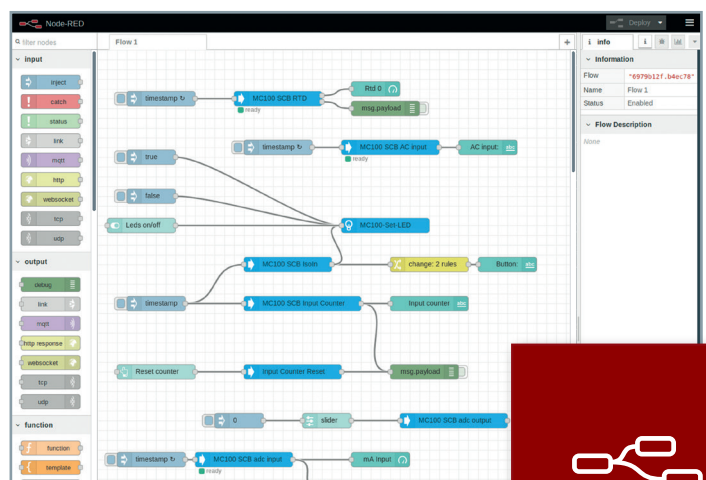 Node-RED
Deploy
filter nodes
Flow 1
+
i info
i
input
inject
catch
status
link
mqtt
http
websocket
tcp
udp
output
debug
link
mqtt
http response
websocket
tcp
udp
function
function
template
timestamp ↻
MC100 SCB RTD
ready
Rtd 0
msg.payload
timestamp ↻
MC100 SCB AC input
ready
AC input:
abc
true
false
Leds on/off
MC100-Set-LED
MC100 SCB Isoin
change: 2 rules
Button:
abc
timestamp
MC100 SCB Input Counter
Input counter
abc
Reset counter
Input Counter Reset
msg.payload
0
slider
MC100 SCB adc output
timestamp ↻
MC100 SCB adc input
ready
mA input
Information
Flow "6979b12f.b4ec78"
Name Flow 1
Status Enabled
Flow Description
None